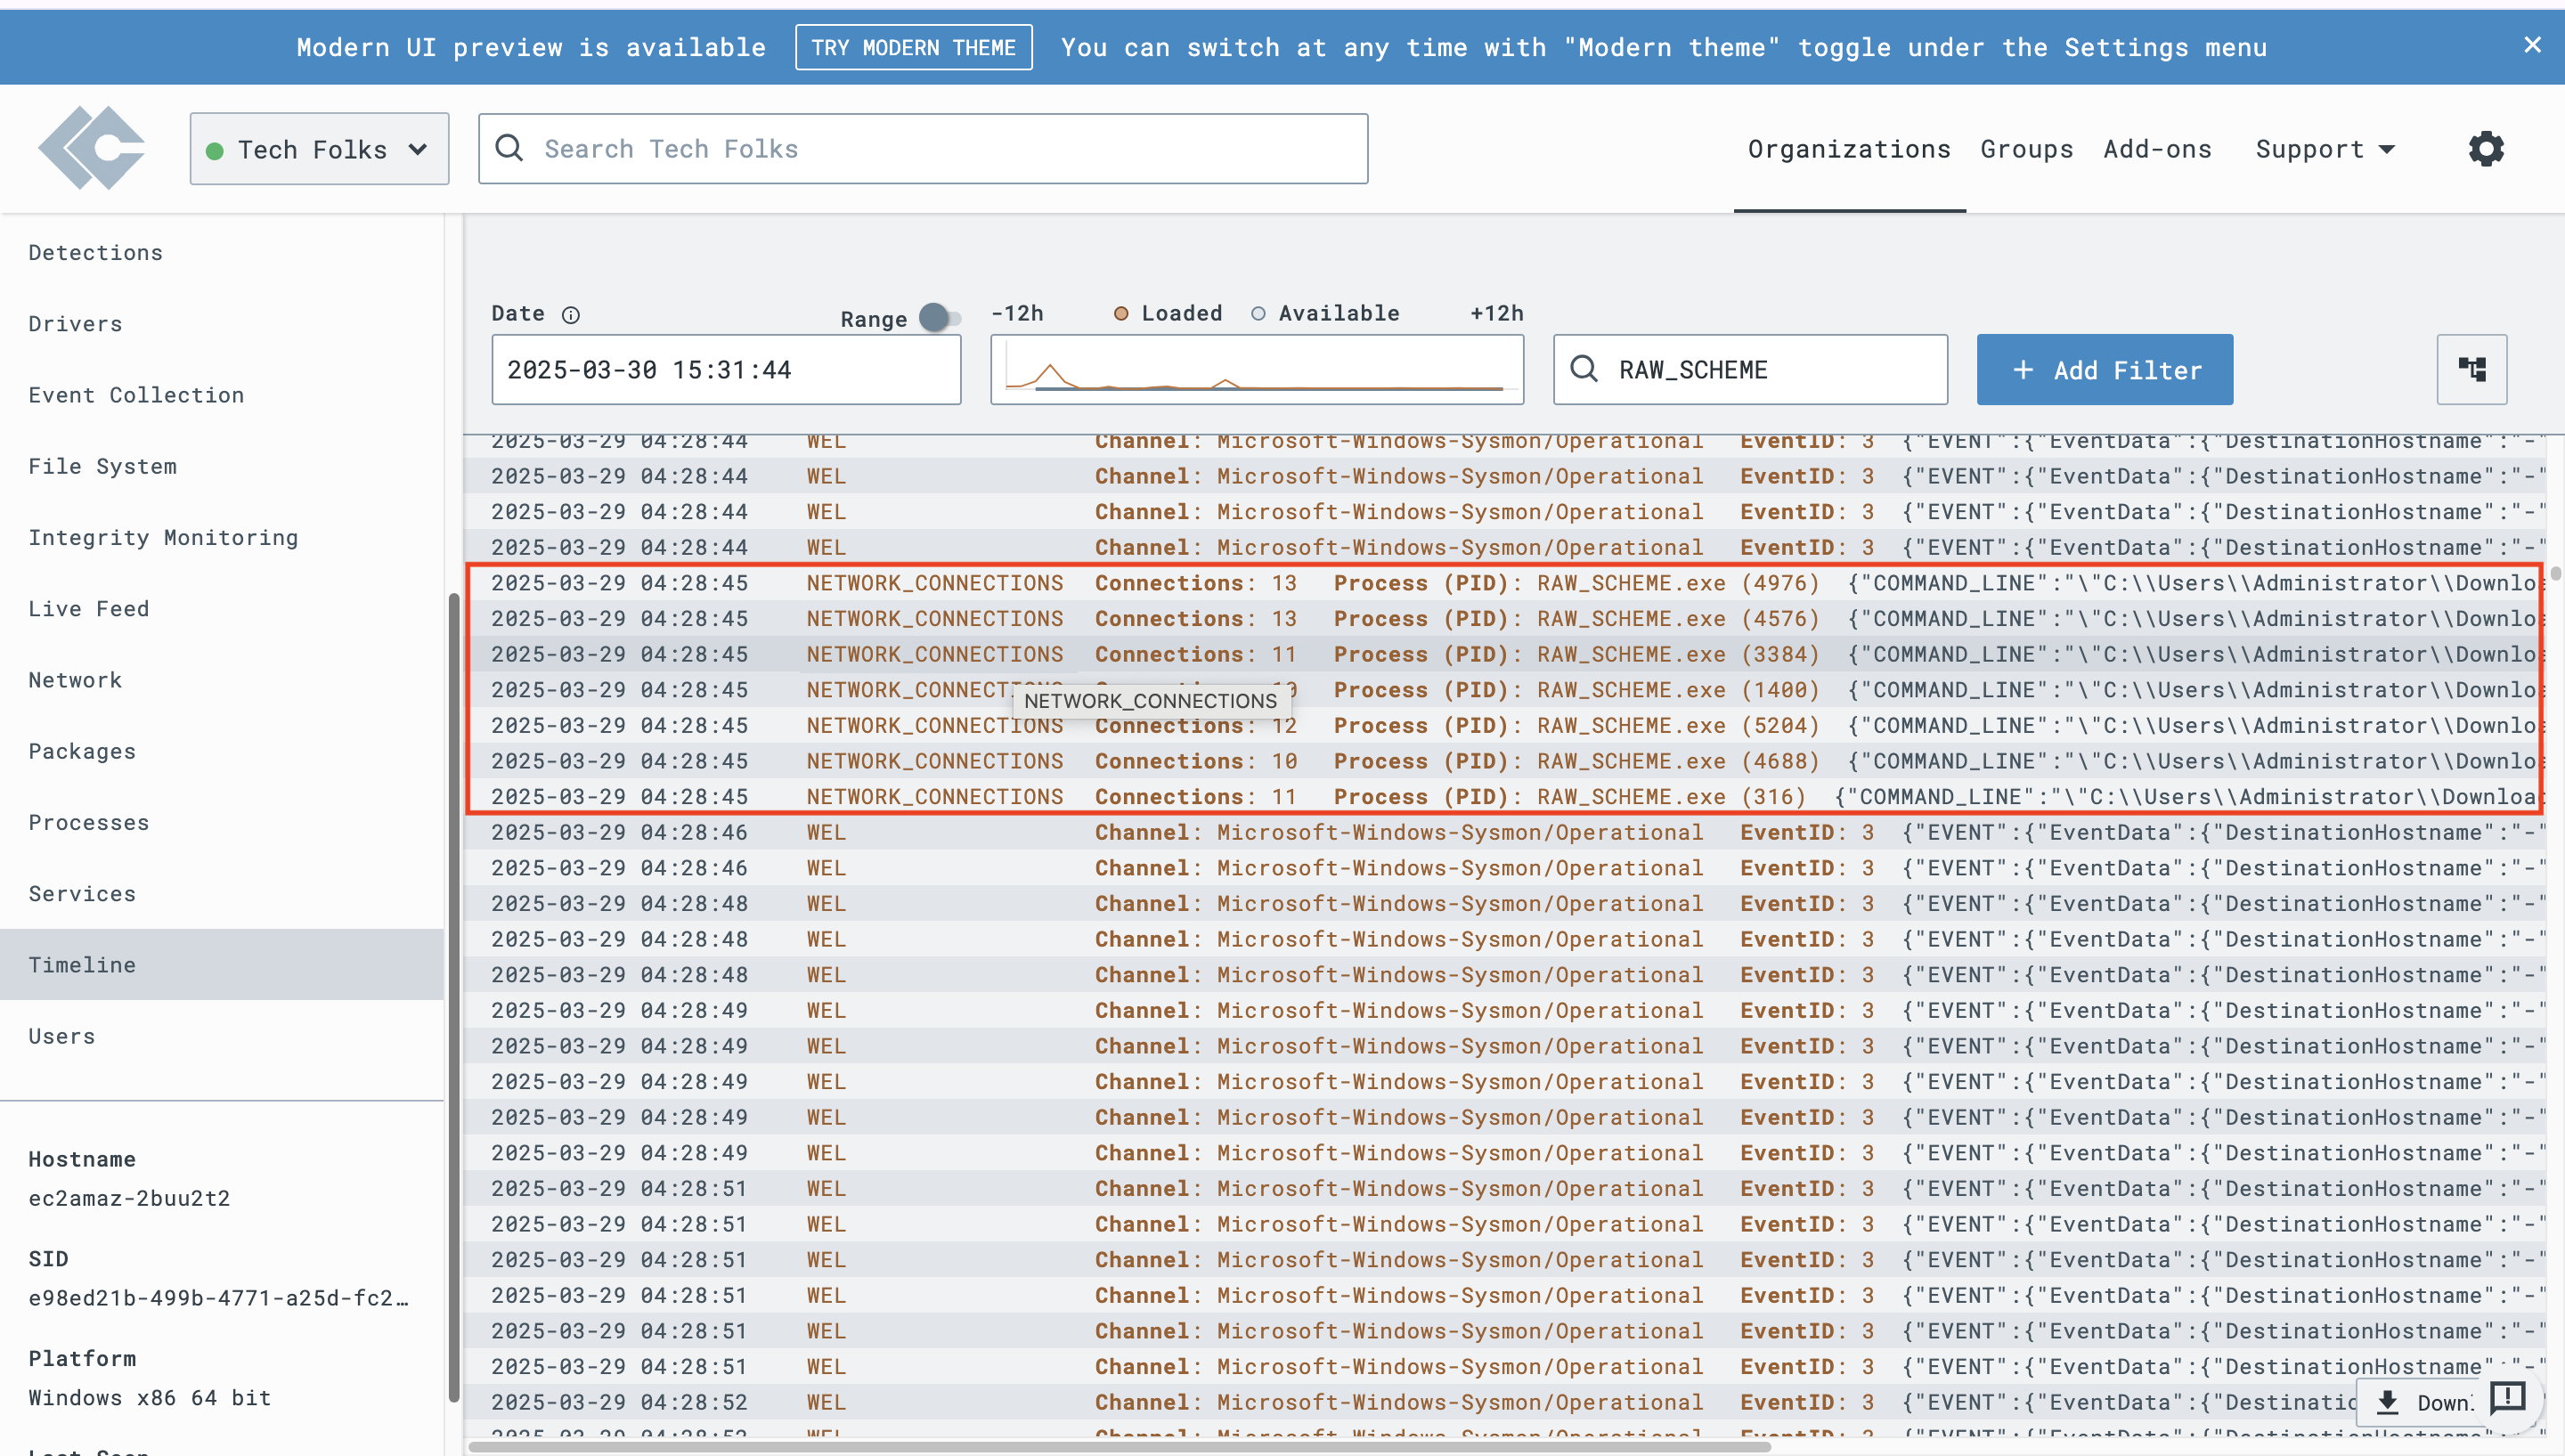 Modern UI preview is available TRY MODERN THEME You can switch at any time with "Modern theme" toggle under the Settings menu
Tech Folks Search Tech Folks Organizations Groups Add-ons Support
Detections
Drivers
Event Collection
File System
Integrity Monitoring
Live Feed
Network
Packages
Processes
Services
Timeline
Users
Hostname
ec2amaz-2buu2t2
SID
e98ed21b-499b-4771-a25d-fc2…
Platform
Windows x86 64 bit
Last Seen
Date Range -12h Loaded Available +12h
2025-03-30 15:31:44 RAW_SCHEME + Add Filter
2025-03-29 04:28:44 WEL Channel: Microsoft-Windows-Sysmon/Operational EventID: 3 {"EVENT":{"EventData":{"DestinationHostname":"-"
2025-03-29 04:28:44 WEL Channel: Microsoft-Windows-Sysmon/Operational EventID: 3 {"EVENT":{"EventData":{"DestinationHostname":"-"
2025-03-29 04:28:44 WEL Channel: Microsoft-Windows-Sysmon/Operational EventID: 3 {"EVENT":{"EventData":{"DestinationHostname":"-"
2025-03-29 04:28:44 WEL Channel: Microsoft-Windows-Sysmon/Operational EventID: 3 {"EVENT":{"EventData":{"DestinationHostname":"-"
2025-03-29 04:28:45 NETWORK_CONNECTIONS Connections: 13 Process (PID): RAW_SCHEME.exe (4976) {"COMMAND_LINE":"\"C:\\Users\\Administrator\\Downlo
2025-03-29 04:28:45 NETWORK_CONNECTIONS Connections: 13 Process (PID): RAW_SCHEME.exe (4576) {"COMMAND_LINE":"\"C:\\Users\\Administrator\\Downlo
2025-03-29 04:28:45 NETWORK_CONNECTIONS Connections: 11 Process (PID): RAW_SCHEME.exe (3384) {"COMMAND_LINE":"\"C:\\Users\\Administrator\\Downlo
2025-03-29 04:28:45 NETWORK_CONNECT Process (PID): RAW_SCHEME.exe (1400) {"COMMAND_LINE":"\"C:\\Users\\Administrator\\Downlo
NETWORK_CONNECTIONS
2025-03-29 04:28:45 NETWORK_CONNECTIONS Connections: 12 Process (PID): RAW_SCHEME.exe (5204) {"COMMAND_LINE":"\"C:\\Users\\Administrator\\Downlo
2025-03-29 04:28:45 NETWORK_CONNECTIONS Connections: 10 Process (PID): RAW_SCHEME.exe (4688) {"COMMAND_LINE":"\"C:\\Users\\Administrator\\Downlo
2025-03-29 04:28:45 NETWORK_CONNECTIONS Connections: 11 Process (PID): RAW_SCHEME.exe (316) {"COMMAND_LINE":"\"C:\\Users\\Administrator\\Downloa
2025-03-29 04:28:46 WEL Channel: Microsoft-Windows-Sysmon/Operational EventID: 3 {"EVENT":{"EventData":{"DestinationHostname":"-"
2025-03-29 04:28:46 WEL Channel: Microsoft-Windows-Sysmon/Operational EventID: 3 {"EVENT":{"EventData":{"DestinationHostname":"-"
2025-03-29 04:28:48 WEL Channel: Microsoft-Windows-Sysmon/Operational EventID: 3 {"EVENT":{"EventData":{"DestinationHostname":"-"
2025-03-29 04:28:48 WEL Channel: Microsoft-Windows-Sysmon/Operational EventID: 3 {"EVENT":{"EventData":{"DestinationHostname":"-"
2025-03-29 04:28:48 WEL Channel: Microsoft-Windows-Sysmon/Operational EventID: 3 {"EVENT":{"EventData":{"DestinationHostname":"-"
2025-03-29 04:28:49 WEL Channel: Microsoft-Windows-Sysmon/Operational EventID: 3 {"EVENT":{"EventData":{"DestinationHostname":"-"
2025-03-29 04:28:49 WEL Channel: Microsoft-Windows-Sysmon/Operational EventID: 3 {"EVENT":{"EventData":{"DestinationHostname":"-"
2025-03-29 04:28:49 WEL Channel: Microsoft-Windows-Sysmon/Operational EventID: 3 {"EVENT":{"EventData":{"DestinationHostname":"-"
2025-03-29 04:28:49 WEL Channel: Microsoft-Windows-Sysmon/Operational EventID: 3 {"EVENT":{"EventData":{"DestinationHostname":"-"
2025-03-29 04:28:49 WEL Channel: Microsoft-Windows-Sysmon/Operational EventID: 3 {"EVENT":{"EventData":{"DestinationHostname":"-"
2025-03-29 04:28:51 WEL Channel: Microsoft-Windows-Sysmon/Operational EventID: 3 {"EVENT":{"EventData":{"DestinationHostname":"-"
2025-03-29 04:28:51 WEL Channel: Microsoft-Windows-Sysmon/Operational EventID: 3 {"EVENT":{"EventData":{"DestinationHostname":"-"
2025-03-29 04:28:51 WEL Channel: Microsoft-Windows-Sysmon/Operational EventID: 3 {"EVENT":{"EventData":{"DestinationHostname":"-"
2025-03-29 04:28:51 WEL Channel: Microsoft-Windows-Sysmon/Operational EventID: 3 {"EVENT":{"EventData":{"DestinationHostname":"-"
2025-03-29 04:28:51 WEL Channel: Microsoft-Windows-Sysmon/Operational EventID: 3 {"EVENT":{"EventData":{"DestinationHostname":"-"
2025-03-29 04:28:51 WEL Channel: Microsoft-Windows-Sysmon/Operational EventID: 3 {"EVENT":{"EventData":{"DestinationHostname":"-"
2025-03-29 04:28:52 WEL Channel: Microsoft-Windows-Sysmon/Operational EventID: 3 {"EVENT":{"EventData":{"Destinatio
Down